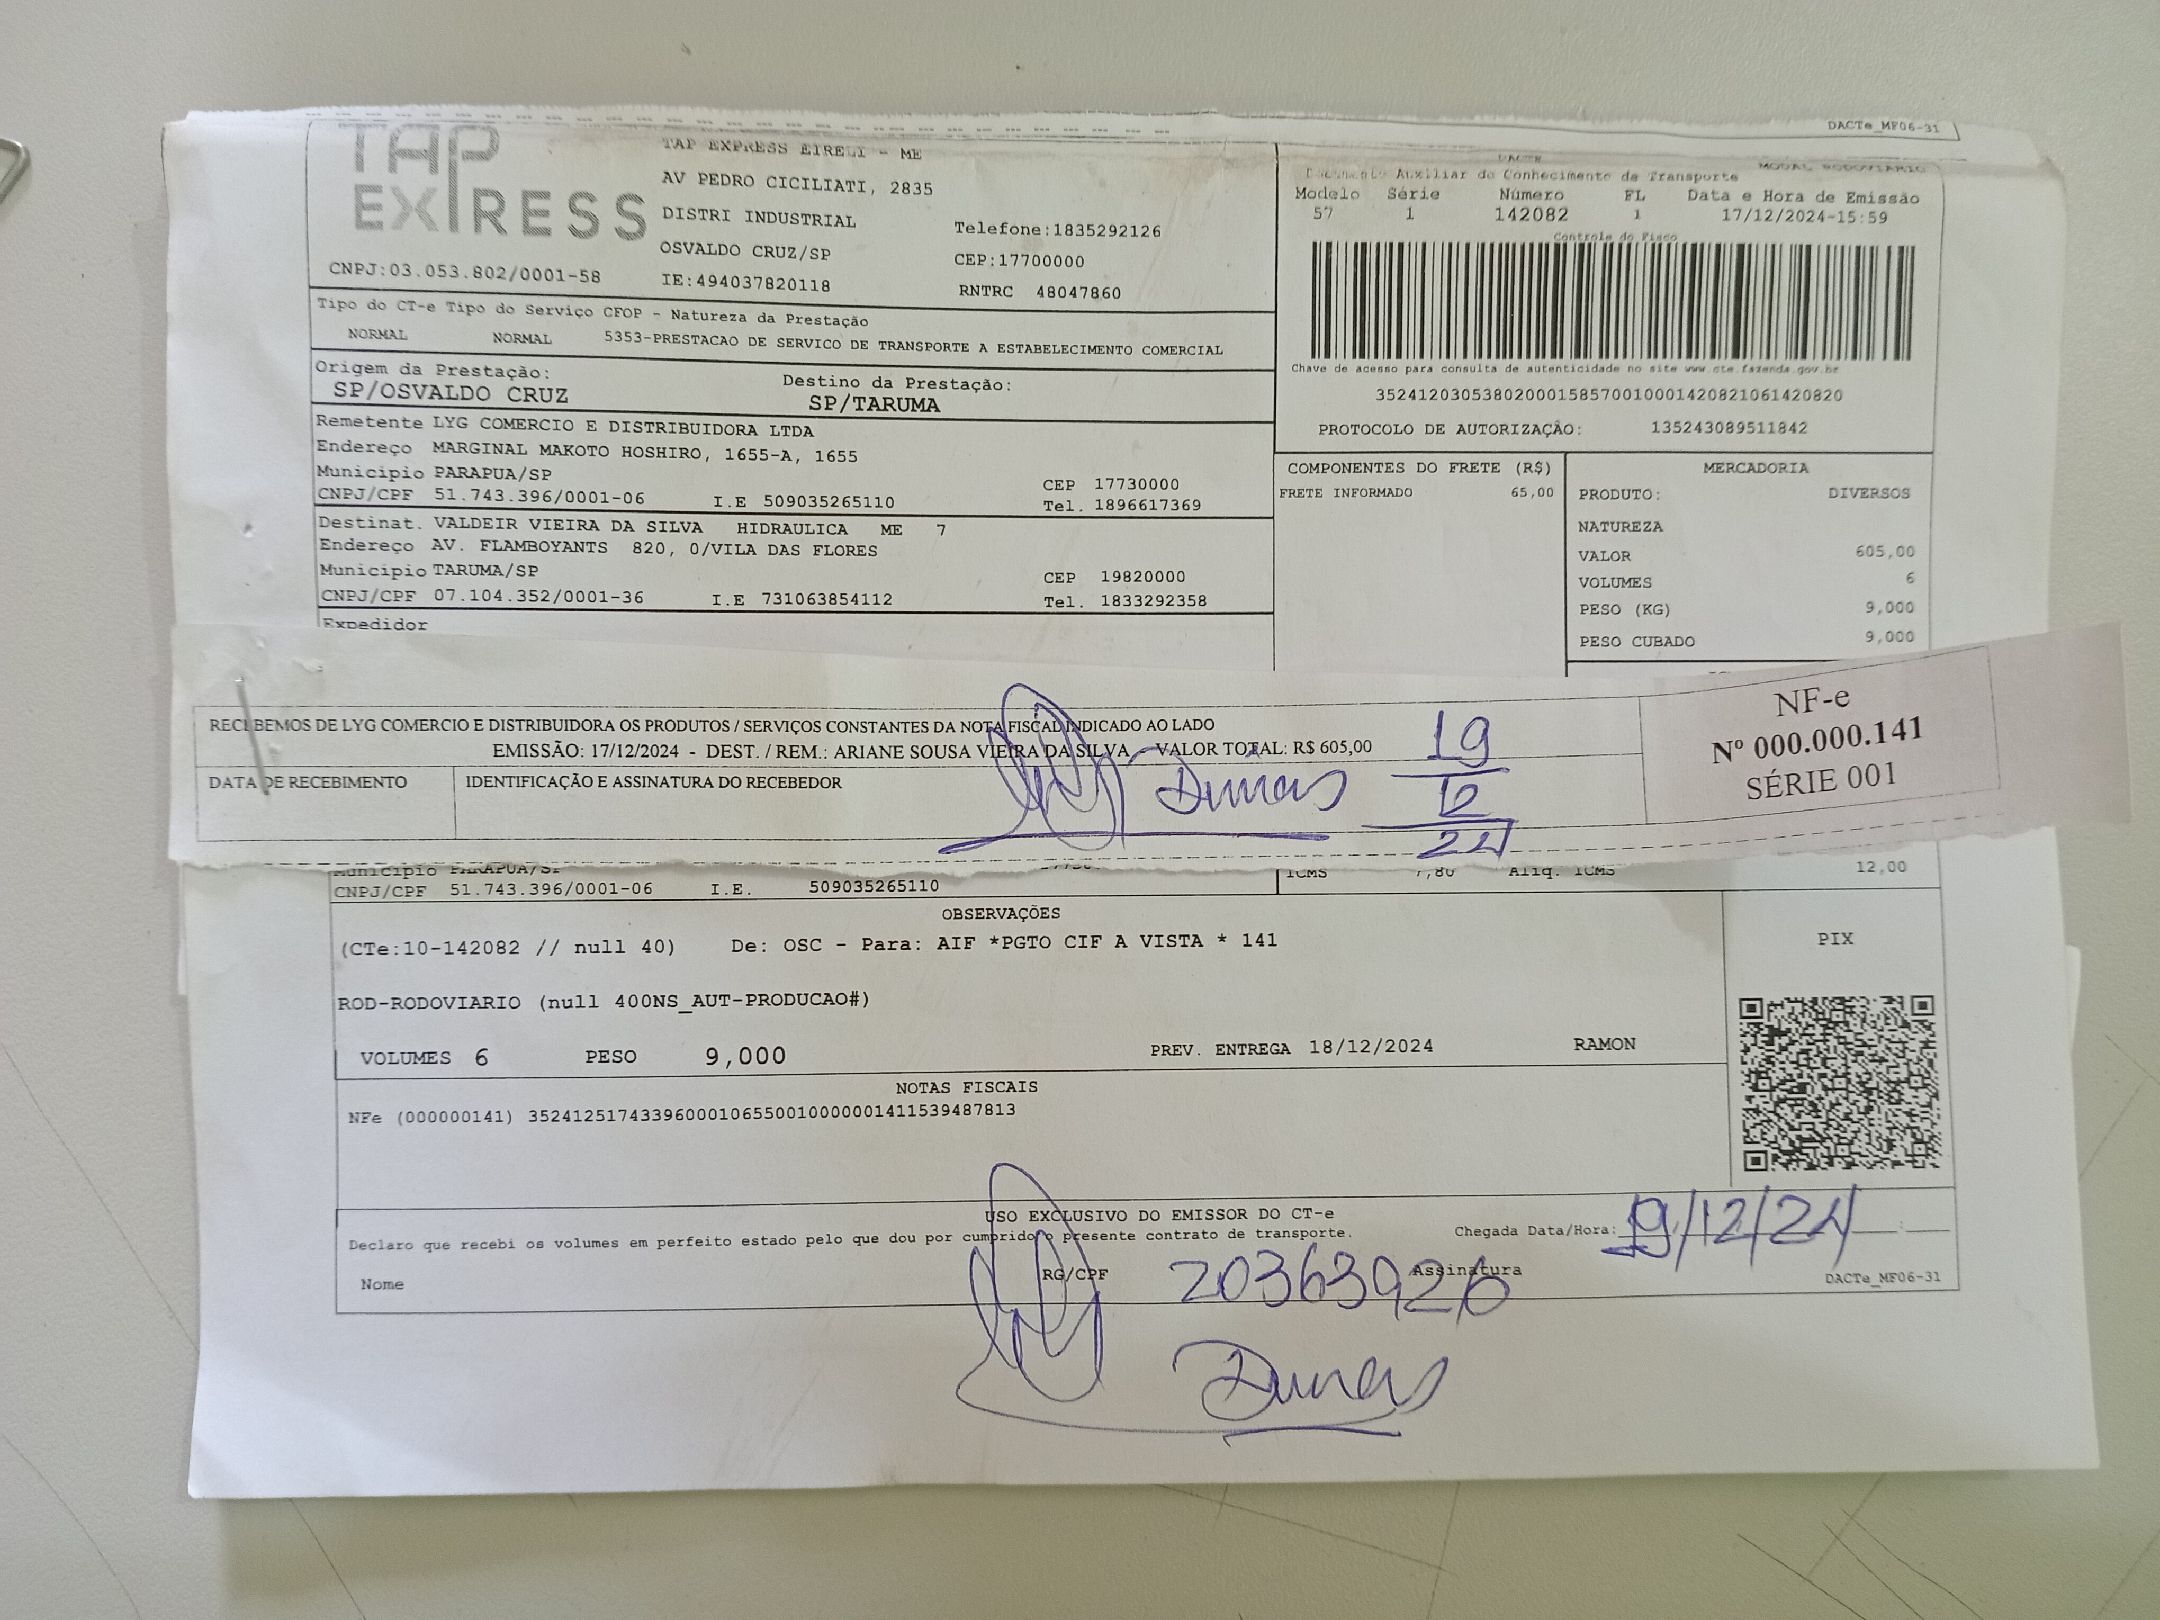 DACTe_MF06-31
TAP
EXPRESS
TAP EXPRESS EIRELI - ME
AV PEDRO CICILIATI, 2835
DISTRI INDUSTRIAL
Telefone:1835292126
OSVALDO CRUZ/SP
CEP:17700000
CNPJ:03.053.802/0001-58
IE:494037820118
RNTRC 48047860
DACTE
MODAL RODOVIARIO
Documento Auxiliar do Conhecimento de Transporte
Modelo Série Número FL Data e Hora de Emissão
57 1 142082 1 17/12/2024-15:59
Controle do Fisco
Chave de acesso para consulta de autenticidade no site www.cte.fazenda.gov.br
35241203053802000158570010001420821061420820
PROTOCOLO DE AUTORIZAÇÃO: 135243089511842
Tipo do CT-e Tipo do Serviço CFOP - Natureza da Prestação
NORMAL NORMAL 5353-PRESTACAO DE SERVICO DE TRANSPORTE A ESTABELECIMENTO COMERCIAL
Origem da Prestação: Destino da Prestação:
SP/OSVALDO CRUZ SP/TARUMA
Remetente LYG COMERCIO E DISTRIBUIDORA LTDA
Endereço MARGINAL MAKOTO HOSHIRO, 1655-A, 1655
Município PARAPUA/SP CEP 17730000
CNPJ/CPF 51.743.396/0001-06 I.E 509035265110 Tel. 1896617369
Destinat. VALDEIR VIEIRA DA SILVA HIDRAULICA ME 7
Endereço AV. FLAMBOYANTS 820, 0/VILA DAS FLORES
Município TARUMA/SP CEP 19820000
CNPJ/CPF 07.104.352/0001-36 I.E 731063854112 Tel. 1833292358
Expedidor
COMPONENTES DO FRETE (R$)
FRETE INFORMADO 65,00
MERCADORIA
PRODUTO: DIVERSOS
NATUREZA
VALOR 605,00
VOLUMES 6
PESO (KG) 9,000
PESO CUBADO 9,000
RECEBEMOS DE LYG COMERCIO E DISTRIBUIDORA OS PRODUTOS / SERVIÇOS CONSTANTES DA NOTA FISCAL INDICADO AO LADO
EMISSÃO: 17/12/2024 - DEST. / REM.: ARIANE SOUSA VIEIRA DA SILVA - VALOR TOTAL: R$ 605,00
DATA DE RECEBIMENTO IDENTIFICAÇÃO E ASSINATURA DO RECEBEDOR
19
12
24
NF-e
Nº 000.000.141
SÉRIE 001
Município PARAPUA/SP
CNPJ/CPF 51.743.396/0001-06 I.E. 509035265110
ICMS 7,80 Aliq. ICMS 12,00
OBSERVAÇÕES
(CTe:10-142082 // null 40) De: OSC - Para: AIF *PGTO CIF A VISTA * 141
PIX
ROD-RODOVIARIO (null 400NS_AUT-PRODUCAO#)
VOLUMES 6 PESO 9,000 PREV. ENTREGA 18/12/2024 RAMON
NOTAS FISCAIS
NFe (000000141) 35241251743396000106550010000001411539487813
USO EXCLUSIVO DO EMISSOR DO CT-e
Declaro que recebi os volumes em perfeito estado pelo que dou por cumprido o presente contrato de transporte.
Chegada Data/Hora: 19/12/24 :
Nome RG/CPF 20363926 Assinatura
DACTe_MF06-31